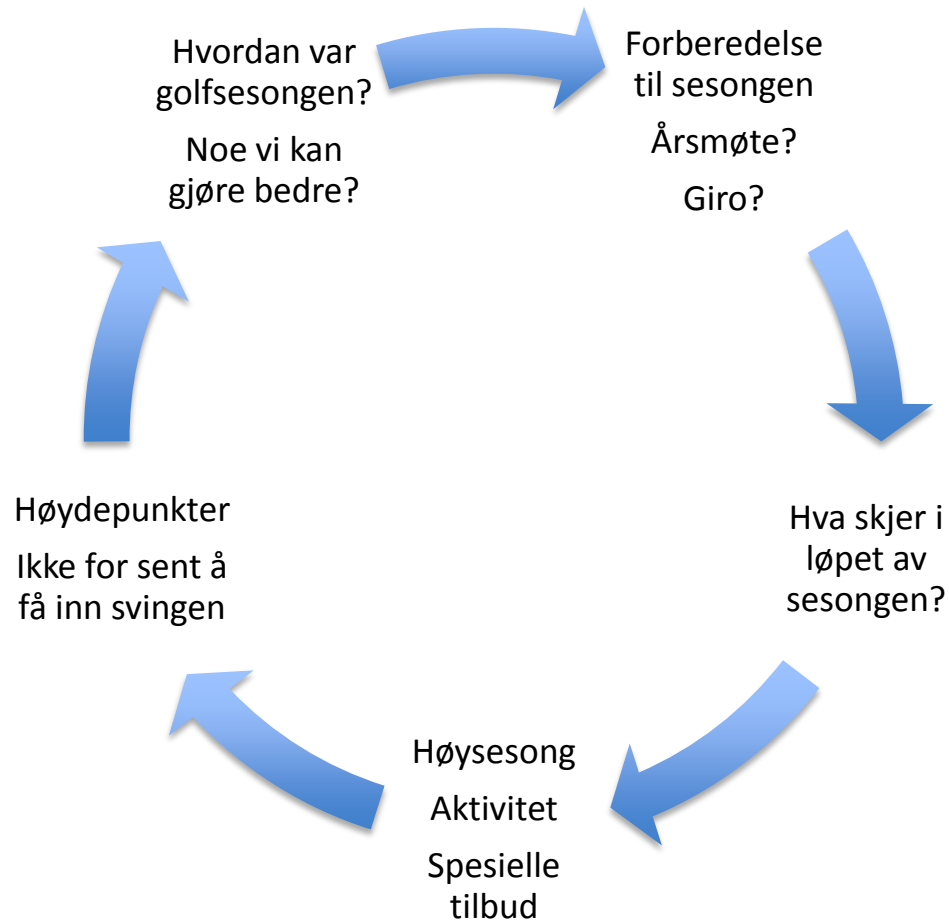 Hvordan var
golfsesongen?
Noe vi kan
gjøre bedre?
Forberedelse
til sesongen
Årsmøte?
Giro?
Hva skjer i
løpet av
sesongen?
Høysesong
Aktivitet
Spesielle
tilbud
Høydepunkter
Ikke for sent å
få inn svingen